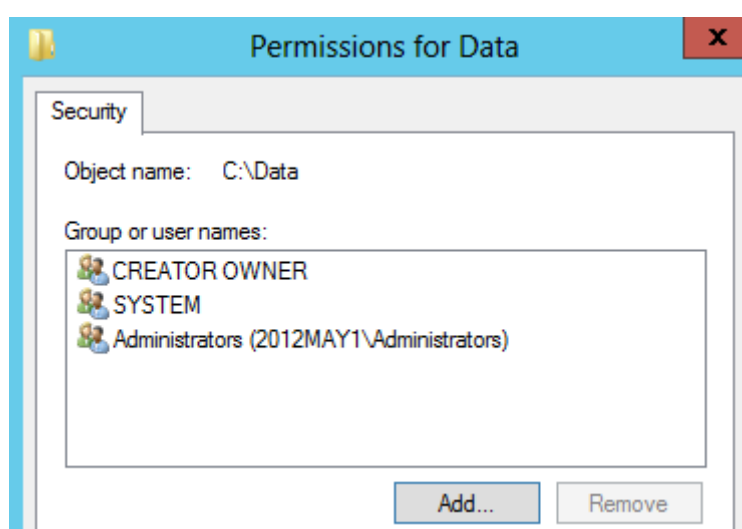 Permissions for Data
x
Security
Object name: C:\Data
Group or user names:
CREATOR OWNER
SYSTEM
Administrators (2012MAY1\Administrators)
Add... Remove